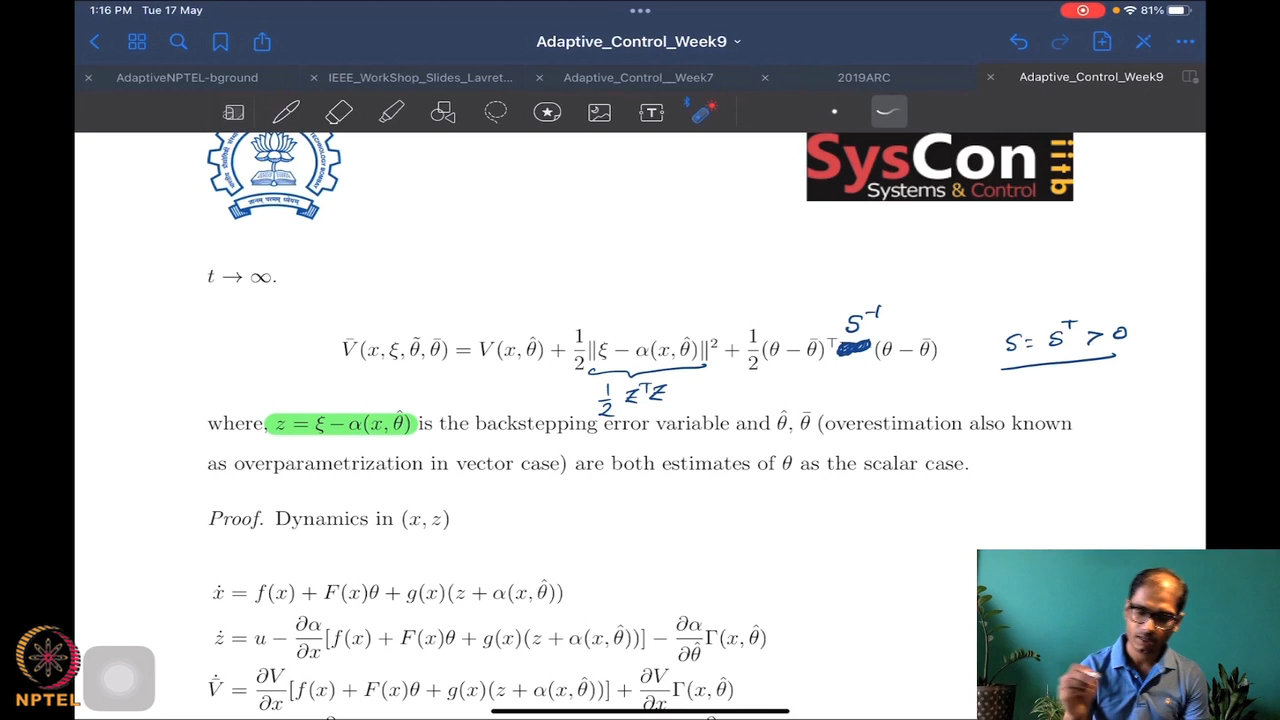 1:16 PM Tue 17 May
81%
Adaptive_Control_Week9
AdaptiveNPTEL-bground
IEEE_WorkShop_Slides_Lavret...
Adaptive_Control__Week7
2019ARC
Adaptive_Control_Week9
SysCon
iitb
Systems & Control
t → ∞.
S⁻¹
V̄(x, ξ, θ̃, θ̄) = V(x, θ̂) + 1/2 ||ξ − α(x, θ̂)||² + 1/2 (θ − θ̄)⊤ (θ − θ̄)
S = S⊤ > 0
1/2 z⊤z
where, z = ξ − α(x, θ̂) is the backstepping error variable and θ̂, θ̄ (overestimation also known
as overparametrization in vector case) are both estimates of θ as the scalar case.
Proof. Dynamics in (x, z)
ẋ = f(x) + F(x)θ + g(x)(z + α(x, θ̂))
ż = u − ∂α/∂x [f(x) + F(x)θ + g(x)(z + α(x, θ̂))] − ∂α/∂θ̂ Γ(x, θ̂)
V̄̇ = ∂V/∂x [f(x) + F(x)θ + g(x)(z + α(x, θ̂))] + ∂V/∂x Γ(x, θ̂)
NPTEL